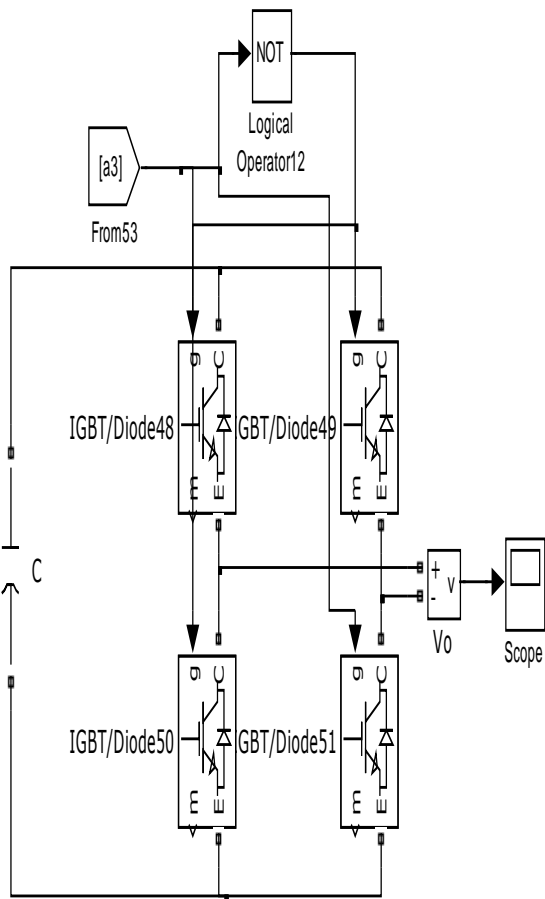 NOT
Logical
Operator12
[a3]
From53
g C
g C
IGBT/Diode48
GBT/Diode49
m E
m E
C
+
-
v
Vo
Scope
g C
g C
IGBT/Diode50
GBT/Diode51
m E
m E